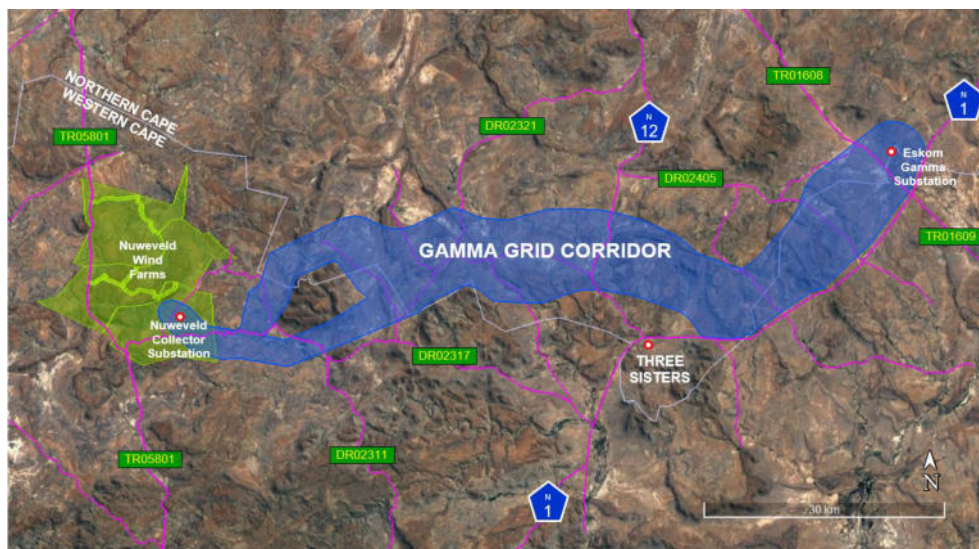 NORTHERN CAPE
WESTERN CAPE
TR05801
DR02321
N
12
TR01608
N
1
Eskom
Gamma
Substation
DR02405
TR01609
Nuweveld
Wind
Farms
GAMMA GRID CORRIDOR
Nuweveld
Collector
Substation
DR02317
THREE
SISTERS
TR05801
DR02311
N
1
N
30 km